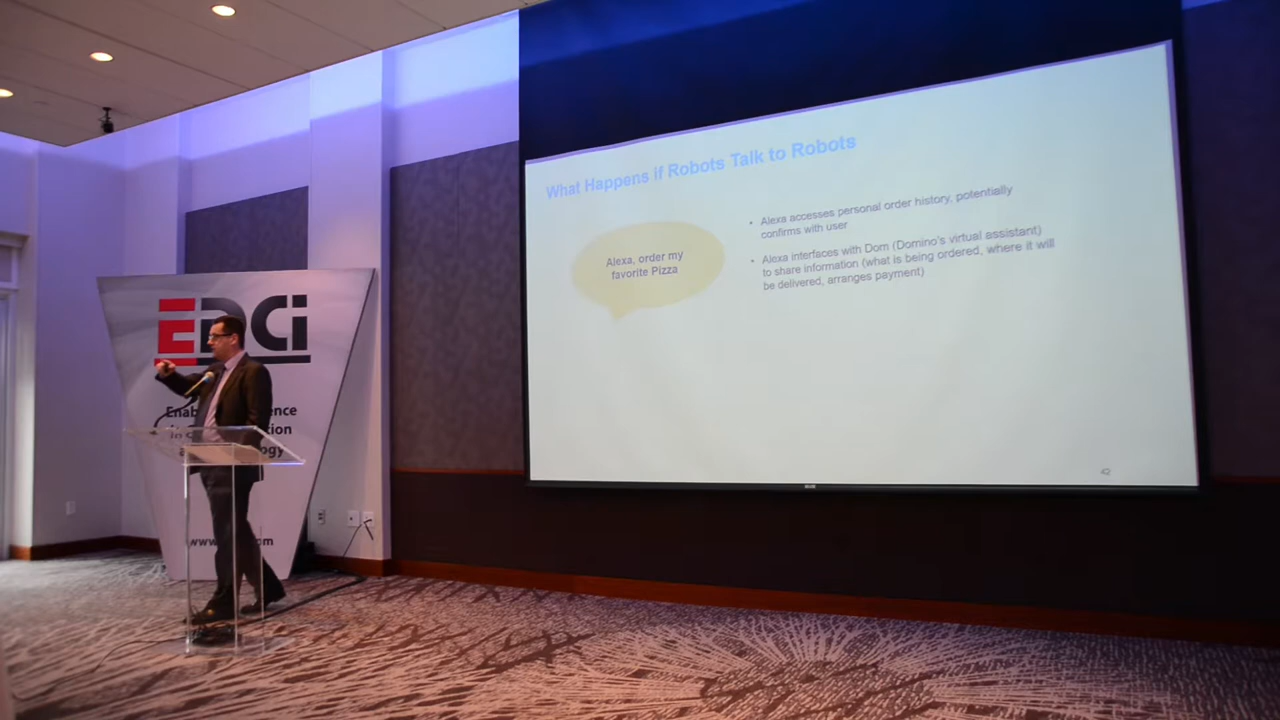 What Happens if Robots Talk to Robots
Alexa, order my
favorite Pizza
• Alexa accesses personal order history, potentially
confirms with user
• Alexa interfaces with Dom (Domino's virtual assistant)
to share information (what is being ordered, where it will
be delivered, arranges payment)
42
EDCi